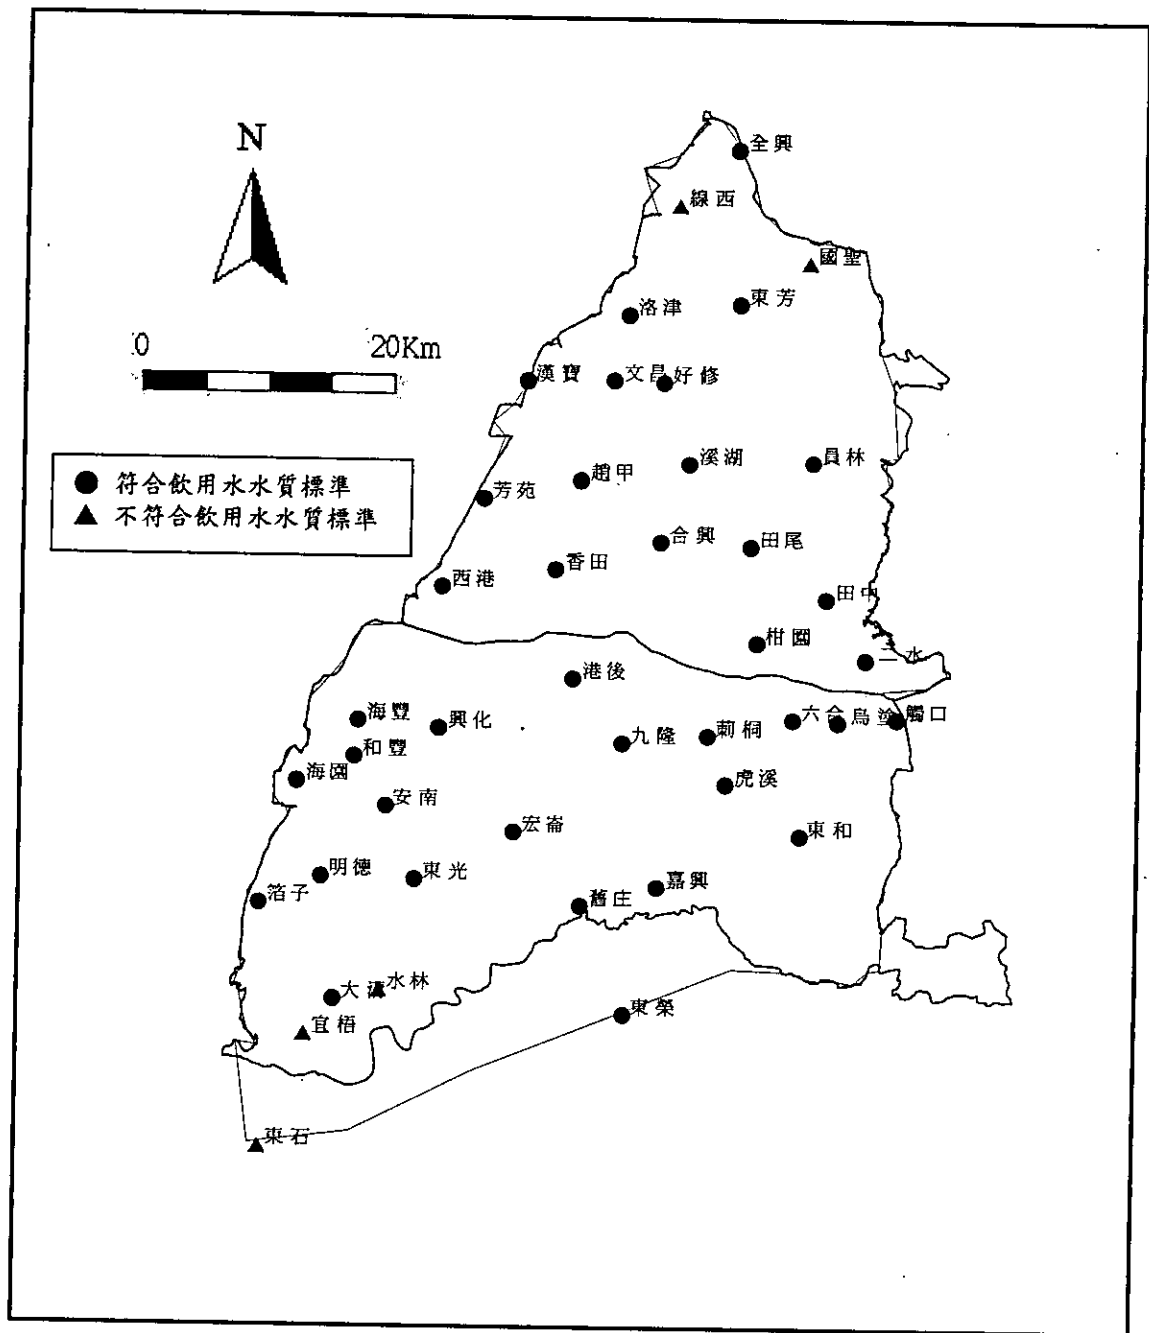 N
全興
線西
國聖
東芳
洛津
0 20Km
漢寶
文昌
好修
溪湖
員林
趙甲
芳苑
符合飲用水水質標準
不符合飲用水水質標準
合興
田尾
香田
西港
田中
柑園
二水
港後
海豐
興化
六合
烏塗
觸口
九隆
莿桐
和豐
海園
虎溪
安南
宏崙
東和
明德
東光
嘉興
箔子
舊庄
大溝
水林
宜梧
東榮
東石